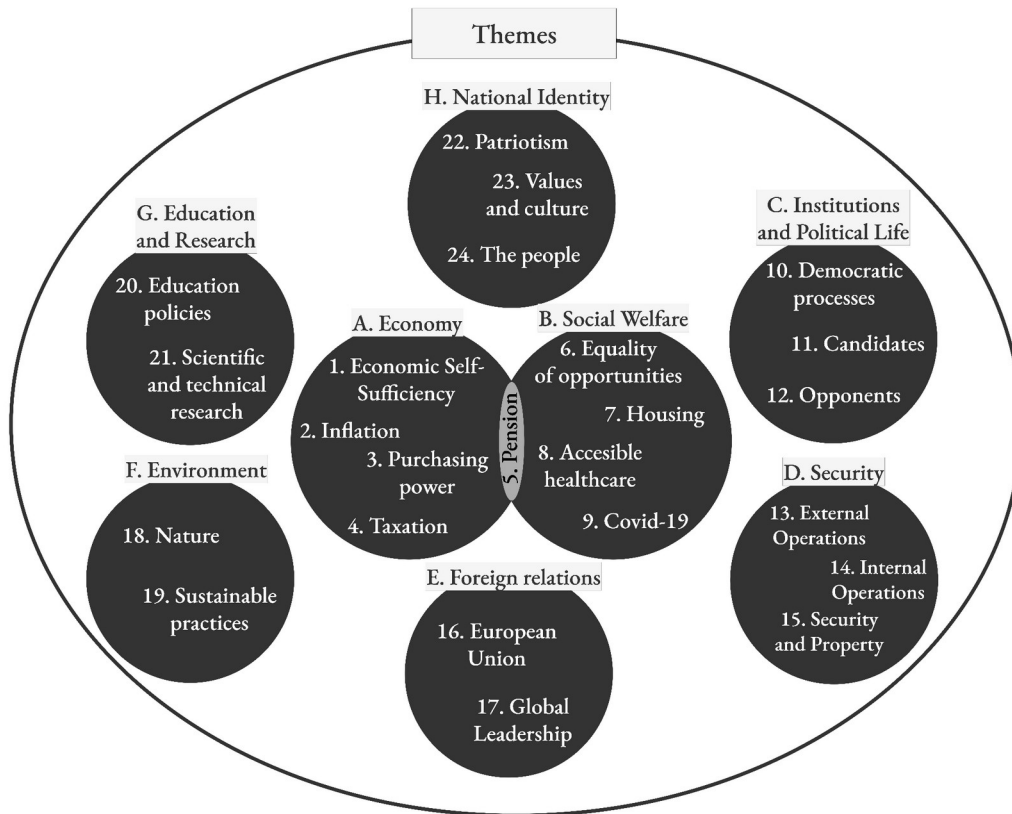 Themes
H. National Identity
22. Patriotism
23. Values
and culture
24. The people
G. Education
and Research
20. Education
policies
21. Scientific
and technical
research
C. Institutions
and Political Life
10. Democratic
processes
11. Candidates
12. Opponents
A. Economy
1. Economic Self-
Sufficiency
2. Inflation
3. Purchasing
power
4. Taxation
5. Pension
B. Social Welfare
6. Equality
of opportunities
7. Housing
8. Accesible
healthcare
9. Covid-19
F. Environment
18. Nature
19. Sustainable
practices
D. Security
13. External
Operations
14. Internal
Operations
15. Security
and Property
E. Foreign relations
16. European
Union
17. Global
Leadership